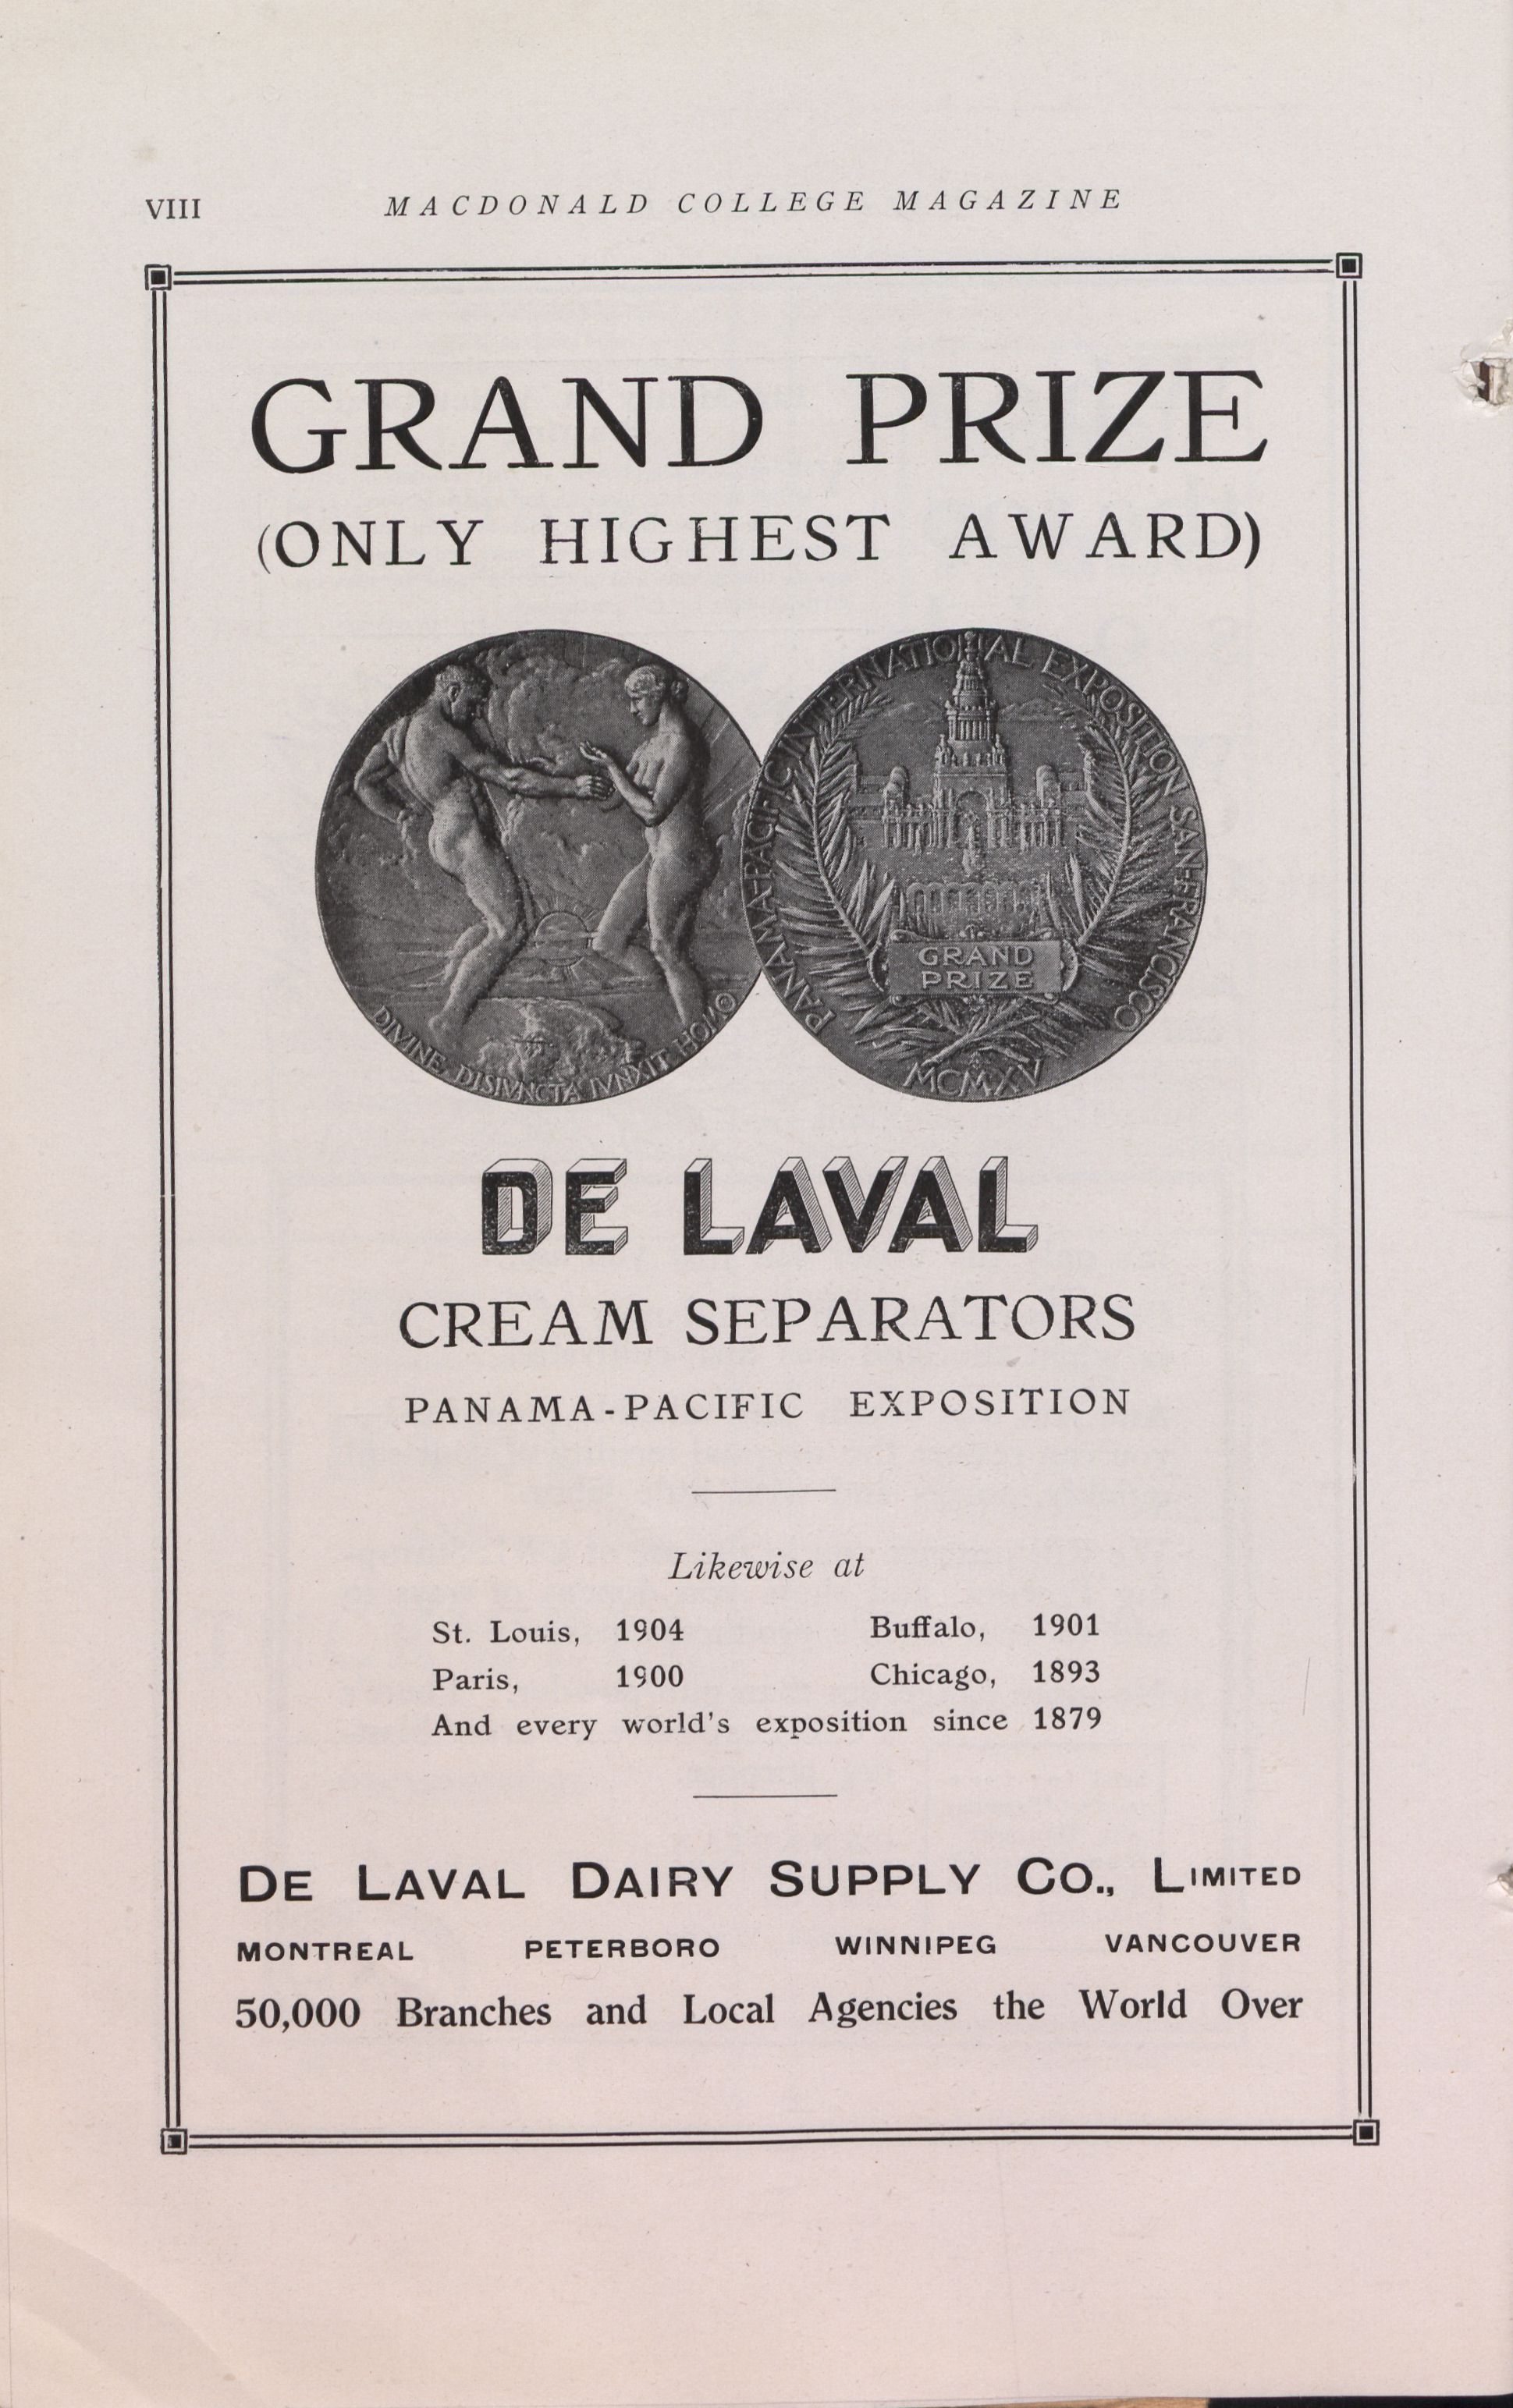 VIII MACDONALD COLLEGE MAGAZINE
GRAND PRIZE
(ONLY HIGHEST AWARD)
DIVINE DISIVNCTA IVNXIT HOMO
PANAMA-PACIFIC INTERNATIONAL EXPOSITION SAN-FRANCISCO
GRAND
PRIZE
MCMXV
DE LAVAL
CREAM SEPARATORS
PANAMA-PACIFIC EXPOSITION
Likewise at
St. Louis, 1904 Buffalo, 1901
Paris, 1900 Chicago, 1893
And every world's exposition since 1879
DE LAVAL DAIRY SUPPLY CO., LIMITED
MONTREAL PETERBORO WINNIPEG VANCOUVER
50,000 Branches and Local Agencies the World Over